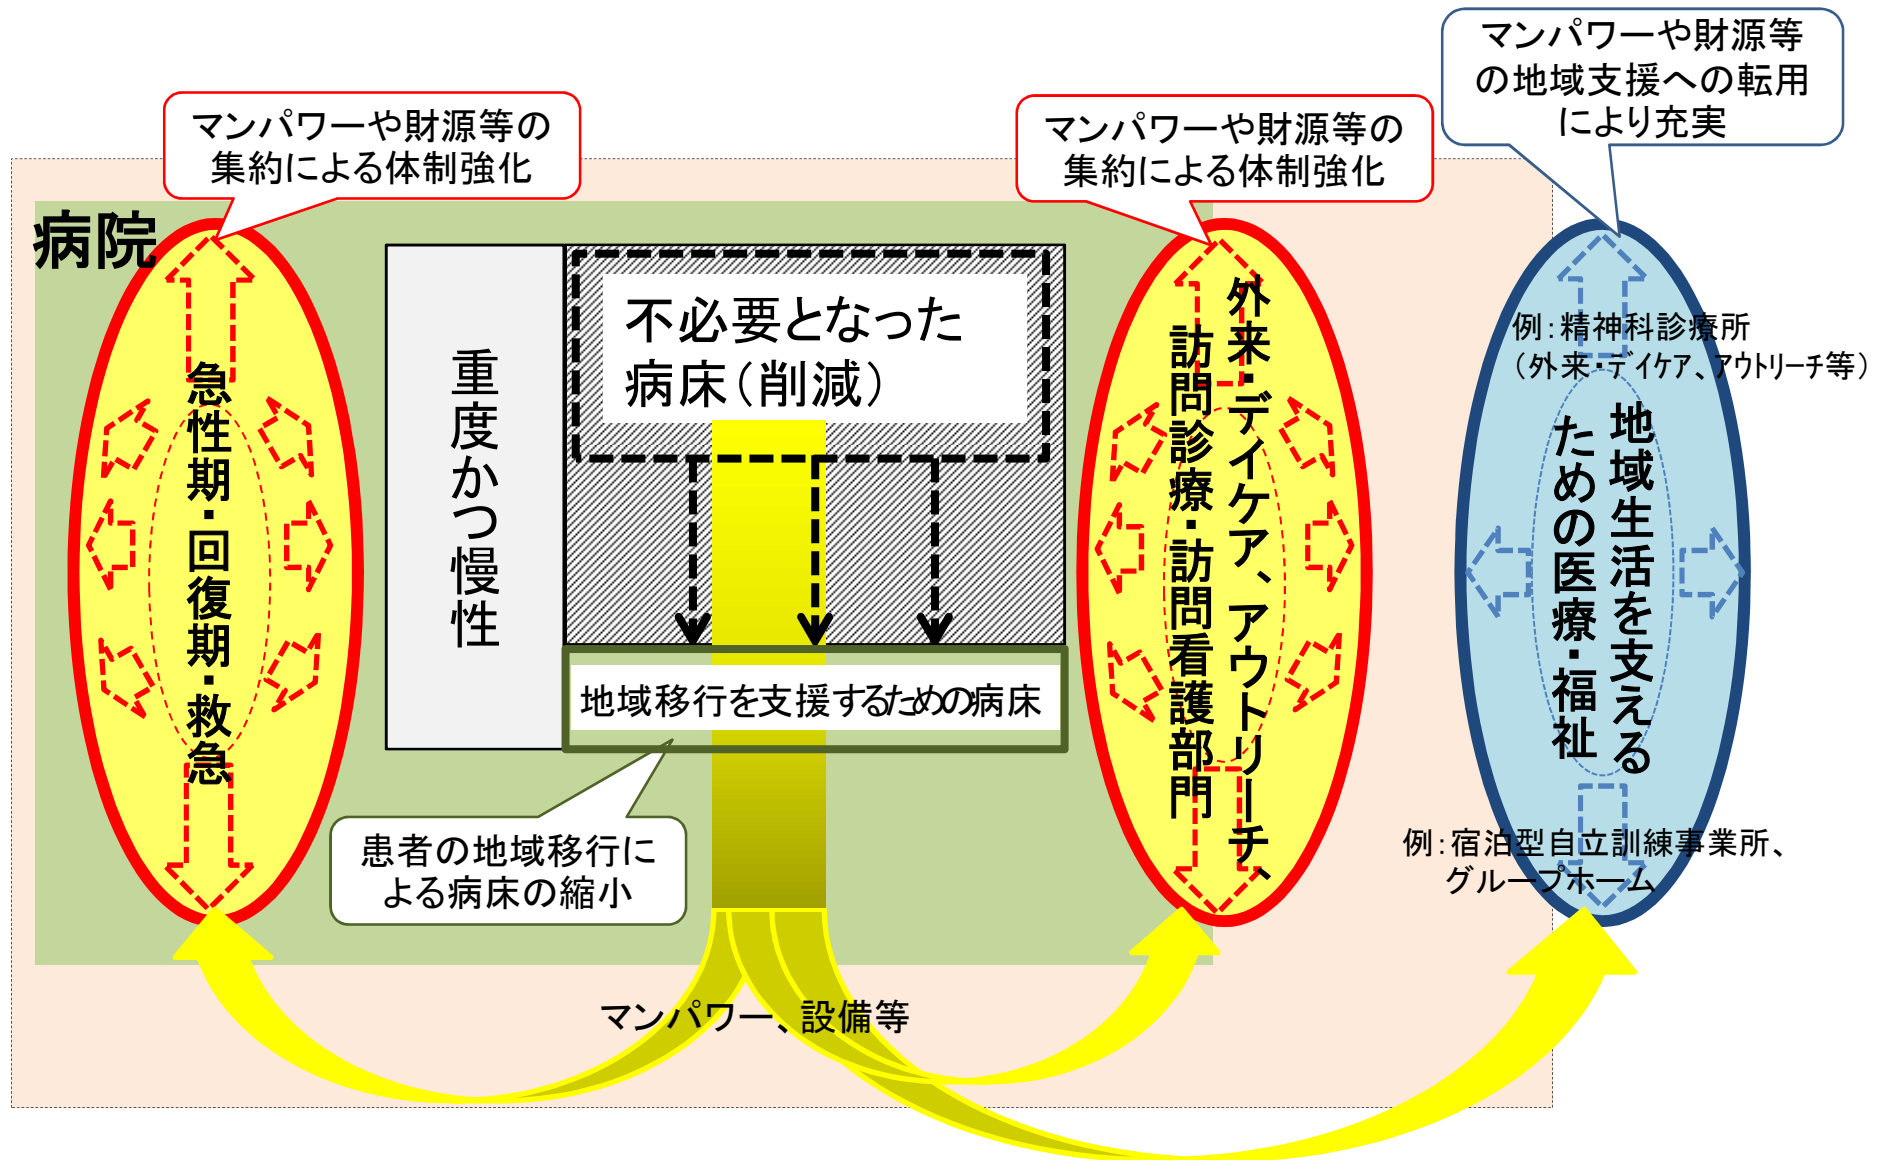 マンパワーや財源等の
集約による体制強化
マンパワーや財源等の
集約による体制強化
マンパワーや財源等
の地域支援への転用
により充実
病院
急性期・回復期・救急
重度かつ慢性
不必要となった
病床（削減）
地域移行を支援するための病床
患者の地域移行に
よる病床の縮小
外来・デイケア、アウトリーチ、
訪問診療・訪問看護部門
例：精神科診療所
（外来・デイケア、アウトリーチ等）
地域生活を支える
ための医療・福祉
例：宿泊型自立訓練事業所、
グループホーム
マンパワー、設備等